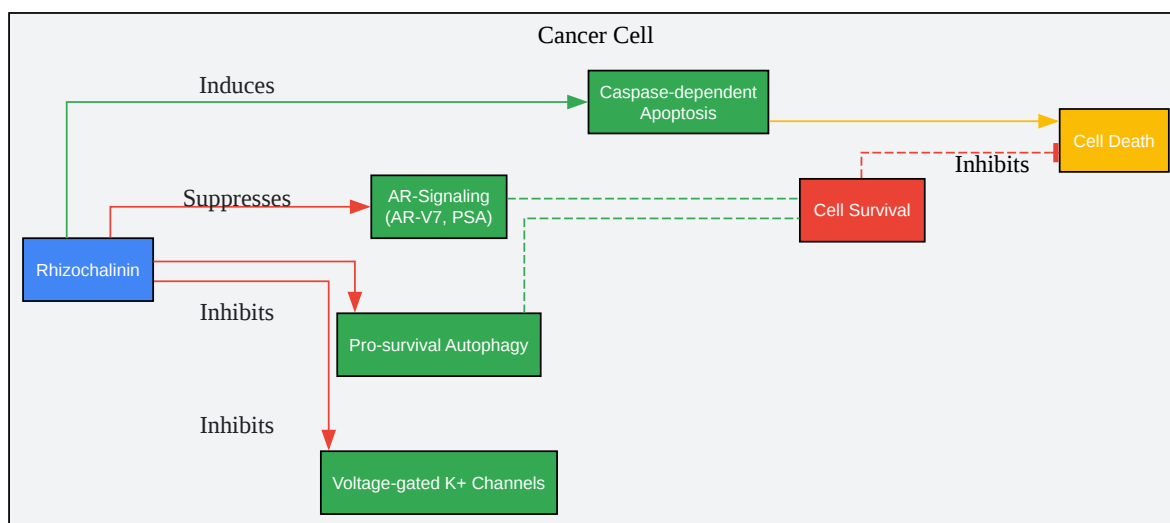 Cancer Cell
Induces
Caspase-dependent
Apoptosis
Cell Death
Inhibits
Suppresses
AR-Signaling
(AR-V7, PSA)
Cell Survival
Rhizochalinin
Inhibits
Pro-survival Autophagy
Inhibits
Voltage-gated K+ Channels